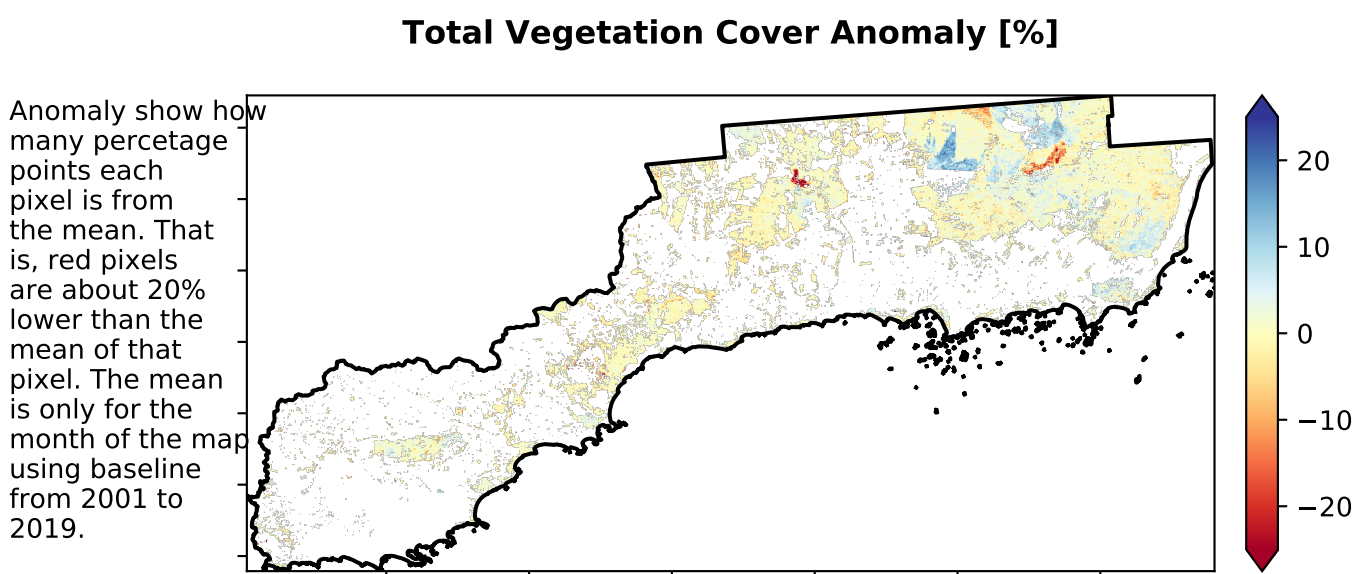 Total Vegetation Cover Anomaly [%]
Anomaly show how
many percetage
points each
pixel is from
the mean. That
is, red pixels
are about 20%
lower than the
mean of that
pixel. The mean
is only for the
month of the map
using baseline
from 2001 to
2019.
20
10
0
−10
−20